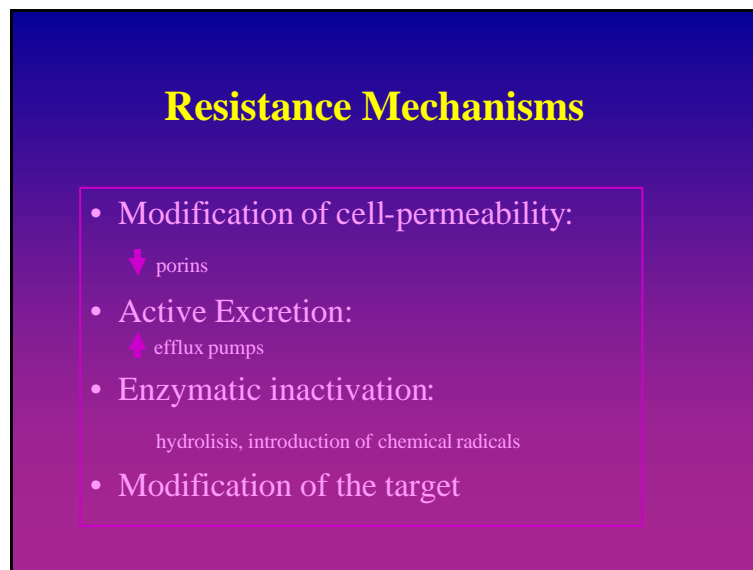 Resistance Mechanisms
• Modification of cell-permeability:
porins
• Active Excretion:
efflux pumps
• Enzymatic inactivation:
hydrolisis, introduction of chemical radicals
• Modification of the target